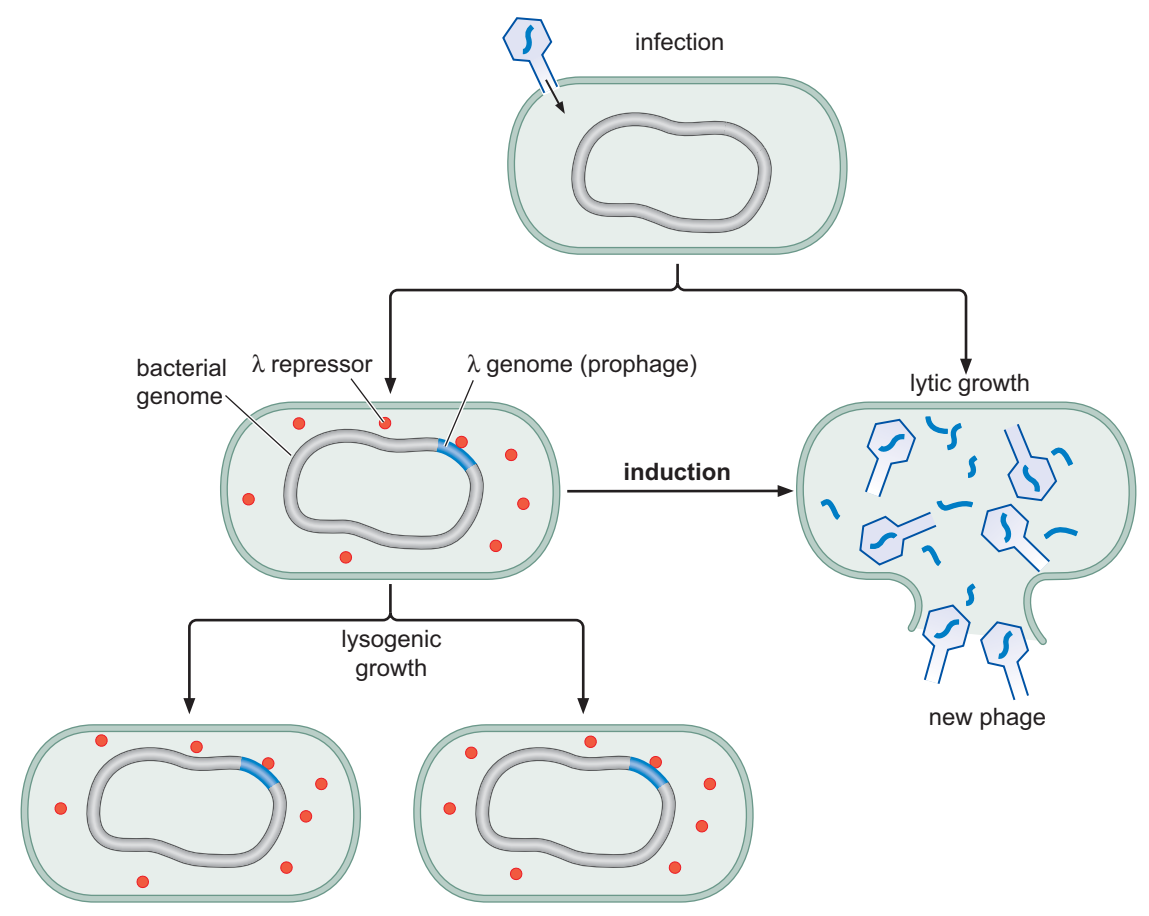 infection
bacterial
genome
λ repressor
λ genome (prophage)
lytic growth
induction
lysogenic
growth
new phage